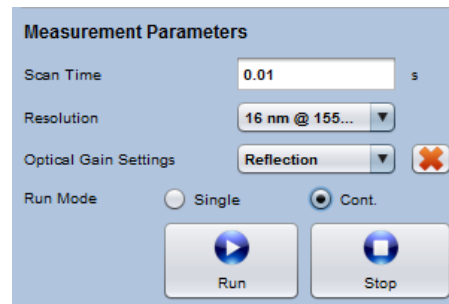 Measurement Parameters
Scan Time 0.01 s
Resolution 16 nm @ 155...
Optical Gain Settings Reflection
Run Mode Single Cont.
Run Stop